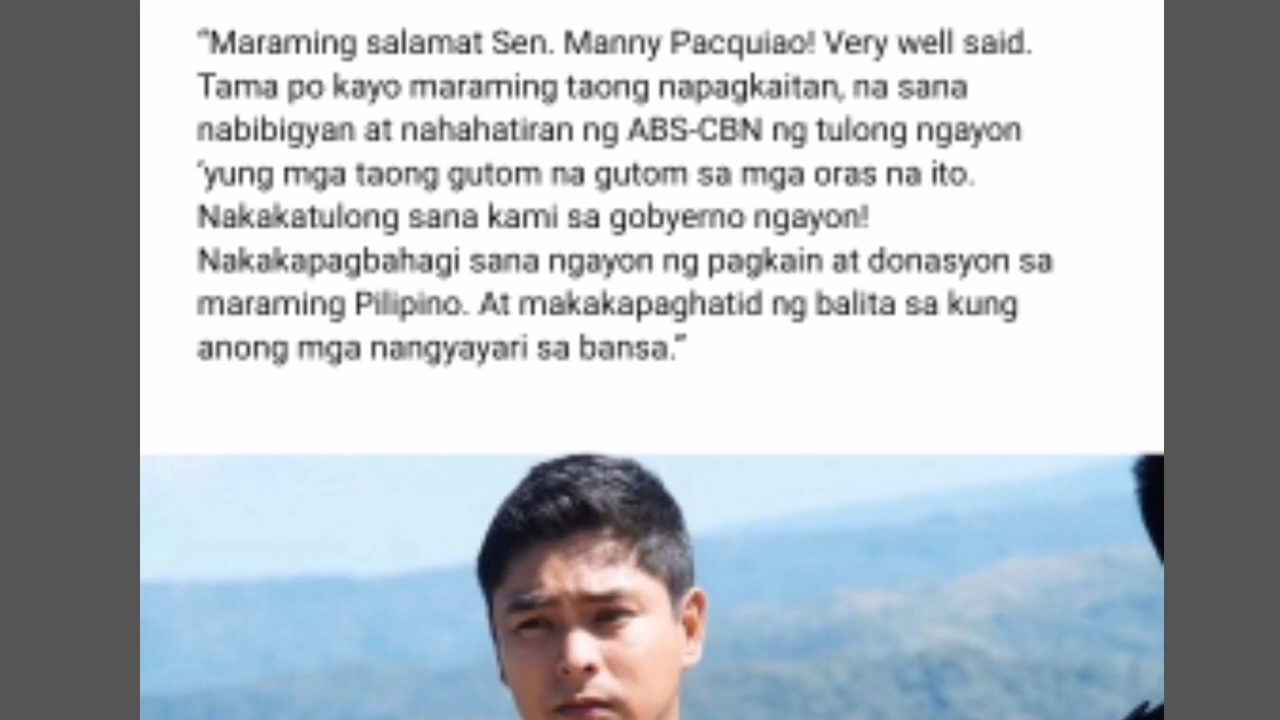 “Maraming salamat Sen. Manny Pacquiao! Very well said.
Tama po kayo maraming taong napagkaitan, na sana
nabibigyan at nahahatiran ng ABS-CBN ng tulong ngayon
‘yung mga taong gutom na gutom sa mga oras na ito.
Nakakatulong sana kami sa gobyerno ngayon!
Nakakapagbahagi sana ngayon ng pagkain at donasyon sa
maraming Pilipino. At makakapaghatid ng balita sa kung
anong mga nangyayari sa bansa.”